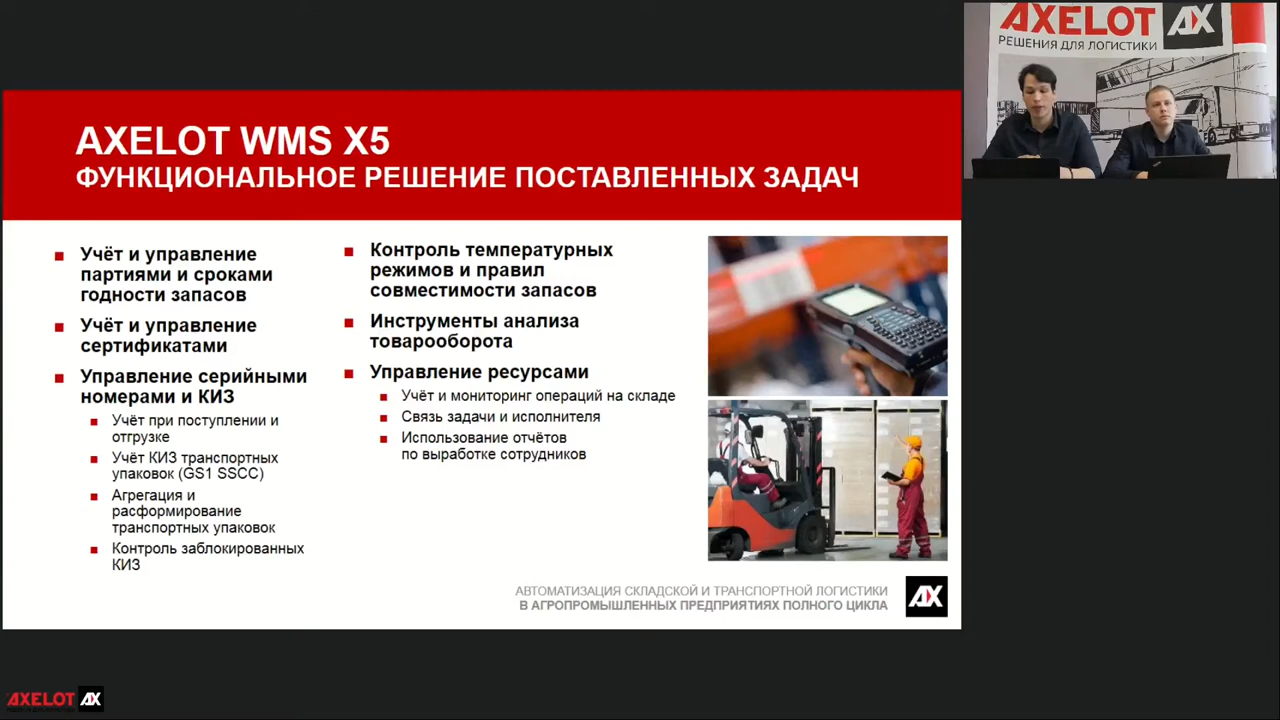 AXELOT AX
РЕШЕНИЯ ДЛЯ ЛОГИСТИКИ
AXELOT WMS X5
ФУНКЦИОНАЛЬНОЕ РЕШЕНИЕ ПОСТАВЛЕННЫХ ЗАДАЧ
Учёт и управление
партиями и сроками
годности запасов
Учёт и управление
сертификатами
Управление серийными
номерами и КИЗ
Учёт при поступлении и
отгрузке
Учёт КИЗ транспортных
упаковок (GS1 SSCC)
Агрегация и
расформирование
транспортных упаковок
Контроль заблокированных
КИЗ
Контроль температурных
режимов и правил
совместимости запасов
Инструменты анализа
товарооборота
Управление ресурсами
Учёт и мониторинг операций на складе
Связь задачи и исполнителя
Использование отчётов
по выработке сотрудников
АВТОМАТИЗАЦИЯ СКЛАДСКОЙ И ТРАНСПОРТНОЙ ЛОГИСТИКИ
В АГРОПРОМЫШЛЕННЫХ ПРЕДПРИЯТИЯХ ПОЛНОГО ЦИКЛА
AX
AXELOT AX
РЕШЕНИЯ ДЛЯ ЛОГИСТИКИ